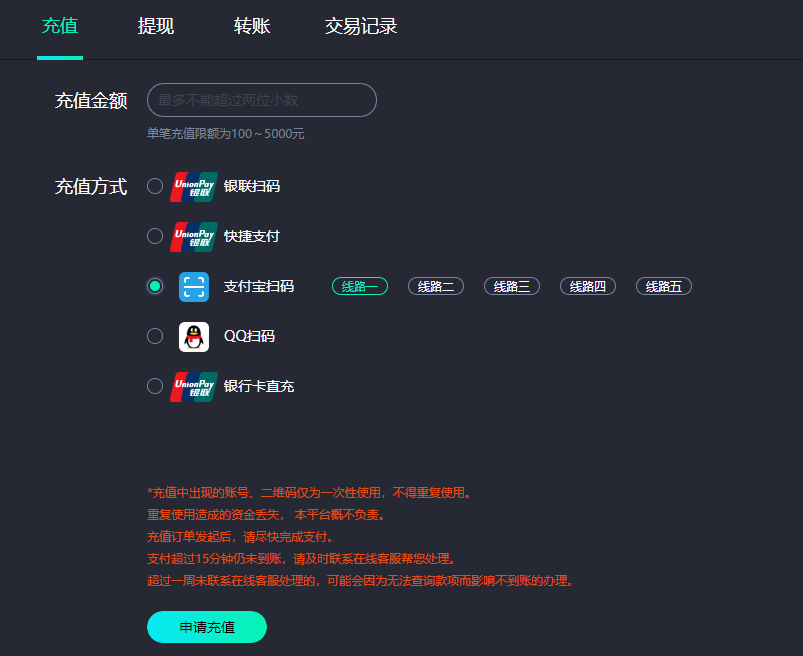 充值 提现 转账 交易记录
充值金额 最多不能超过两位小数
单笔充值限额为100～5000元
充值方式 UnionPay 银联 银联扫码
UnionPay 银联 快捷支付
支付宝扫码 线路一 线路二 线路三 线路四 线路五
QQ扫码
UnionPay 银联 银行卡直充
*充值中出现的账号、二维码仅为一次性使用，不得重复使用。
重复使用造成的资金丢失， 本平台概不负责。
充值订单发起后，请尽快完成支付。
支付超过15分钟仍未到账，请及时联系在线客服帮您处理。
超过一周未联系在线客服处理的，可能会因为无法查询款项而影响不到账的办理。
申请充值